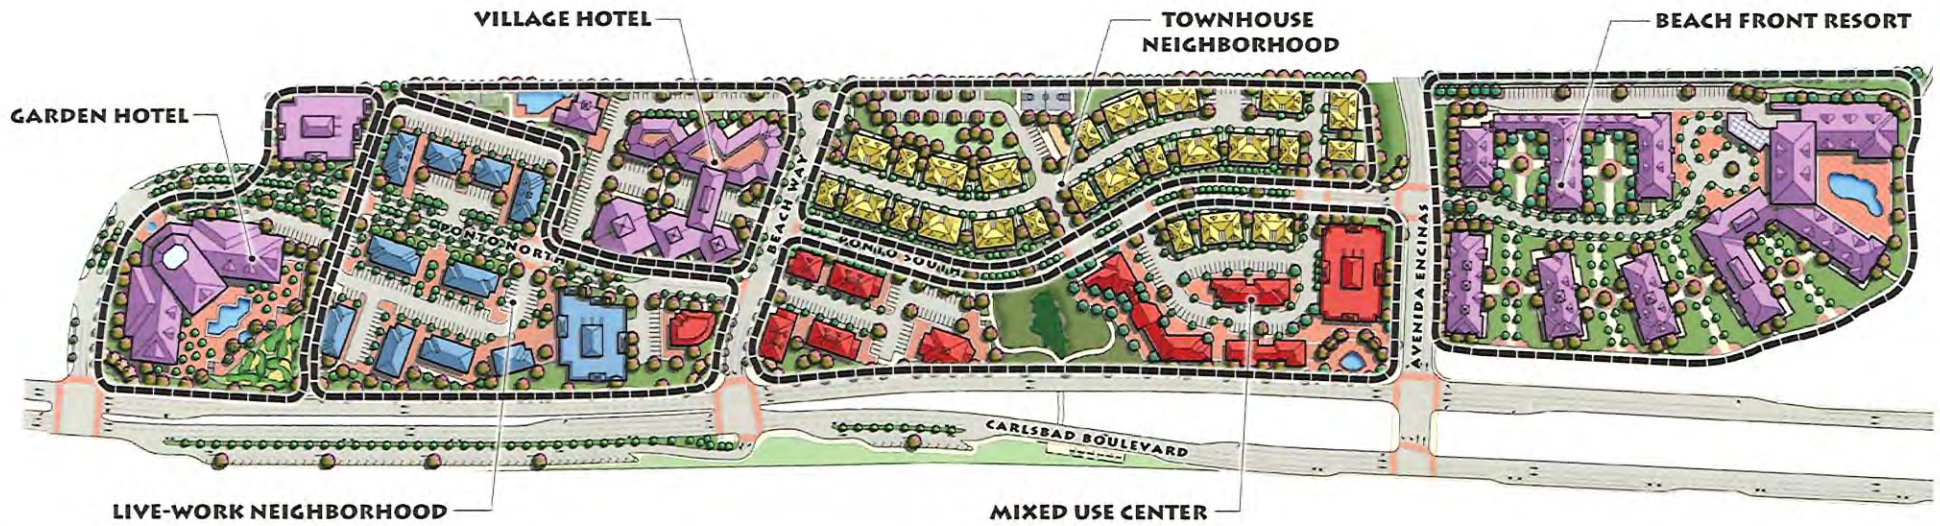 VILLAGE HOTEL
TOWNHOUSE
NEIGHBORHOOD
BEACH FRONT RESORT
GARDEN HOTEL
BEACH WAY
PONTO NORTH
PONTO SOUTH
AVENIDA ENCINAS
CARLSBAD BOULEVARD
LIVE-WORK NEIGHBORHOOD
MIXED USE CENTER